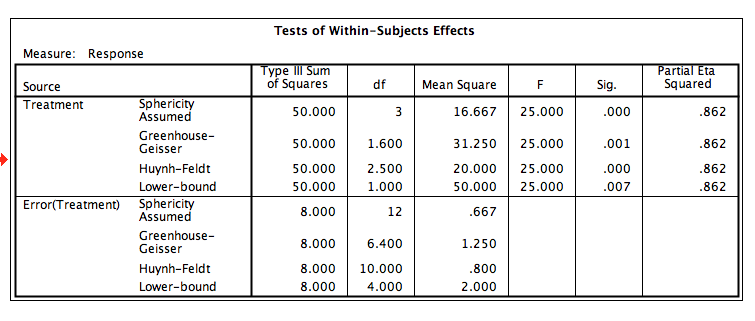 Tests of Within-Subjects Effects
Measure: Response
Source Type III Sum of Squares df Mean Square F Sig. Partial Eta Squared
Treatment Sphericity Assumed 50.000 3 16.667 25.000 .000 .862
Greenhouse-Geisser 50.000 1.600 31.250 25.000 .001 .862
Huynh-Feldt 50.000 2.500 20.000 25.000 .000 .862
Lower-bound 50.000 1.000 50.000 25.000 .007 .862
Error(Treatment) Sphericity Assumed 8.000 12 .667
Greenhouse-Geisser 8.000 6.400 1.250
Huynh-Feldt 8.000 10.000 .800
Lower-bound 8.000 4.000 2.000